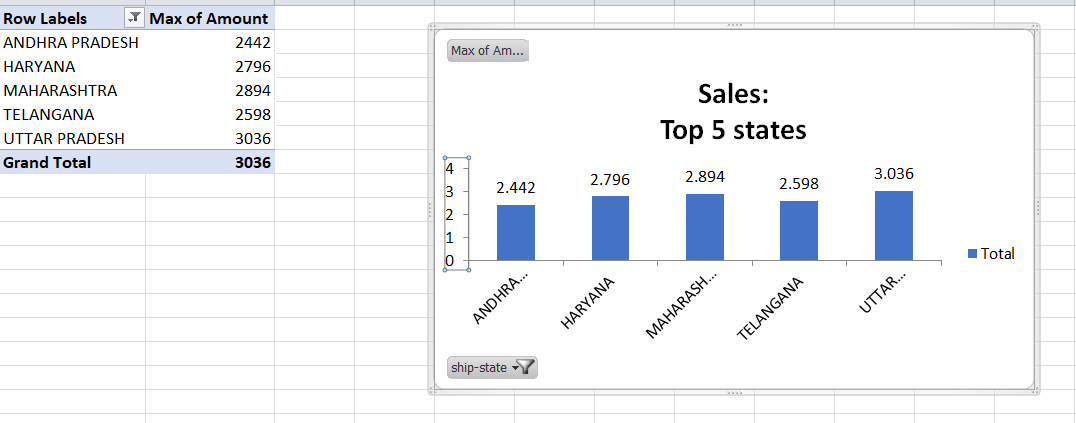 Row Labels Max of Amount
ANDHRA PRADESH 2442
HARYANA 2796
MAHARASHTRA 2894
TELANGANA 2598
UTTAR PRADESH 3036
Grand Total 3036
Max of Am...
Sales:
Top 5 states
4
3
2
1
0
2.442 2.796 2.894 2.598 3.036
ANDHRA... HARYANA MAHARASH... TELANGANA UTTAR...
Total
ship-state